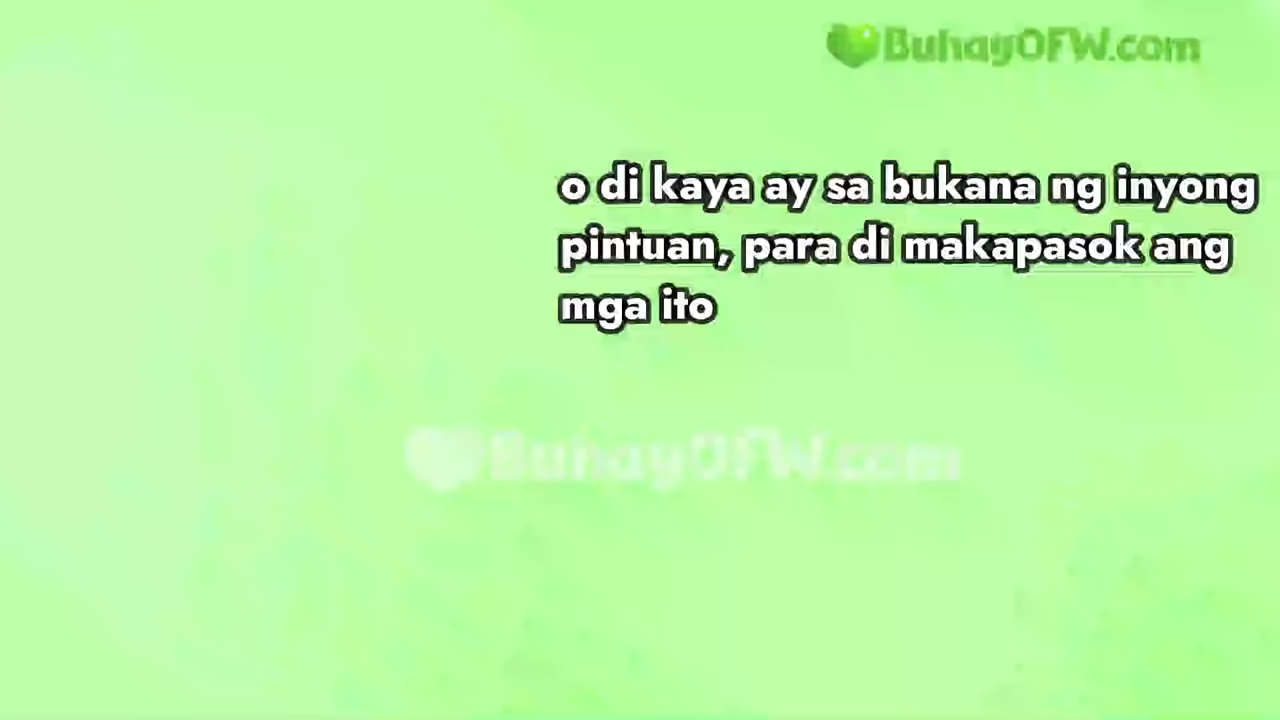 BuhayOFW.com
o di kaya ay sa bukana ng inyong
pintuan, para di makapasok ang
mga ito
BuhayOFW.com